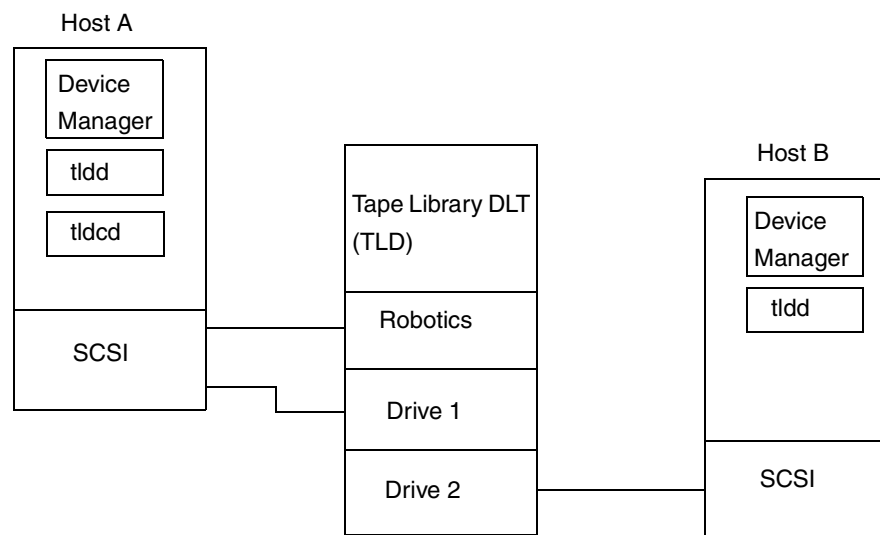 Host A
Device
Manager
tldd
tldcd
SCSI
Tape Library DLT
(TLD)
Robotics
Drive 1
Drive 2
Host B
Device
Manager
tldd
SCSI